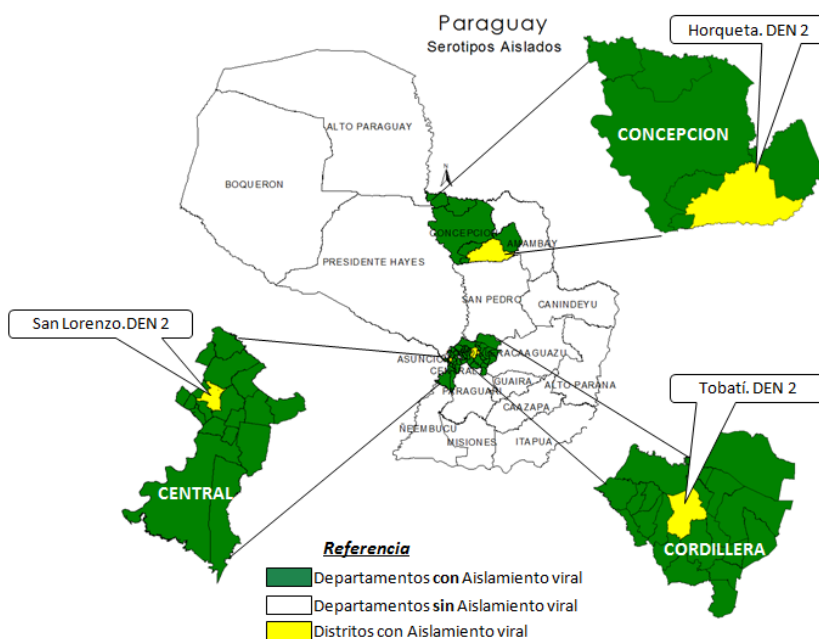 Paraguay
Serotipos Aislados
Horqueta. DEN 2
CONCEPCION
ALTO PARAGUAY
BOQUERON
N
CONCEPCION
AMAMBAY
PRESIDENTE HAYES
SAN PEDRO
CANINDEYU
San Lorenzo.DEN 2
ASUNCION
CAAGUAZU
CENTRAL
GUAIRA
ALTO PARANA
PARAGUARI
CAAZAPA
Tobatí. DEN 2
ÑEEMBUCU
MISIONES
ITAPUA
CENTRAL
CORDILLERA
Referencia
Departamentos con Aislamiento viral
Departamentos sin Aislamiento viral
Distritos con Aislamiento viral